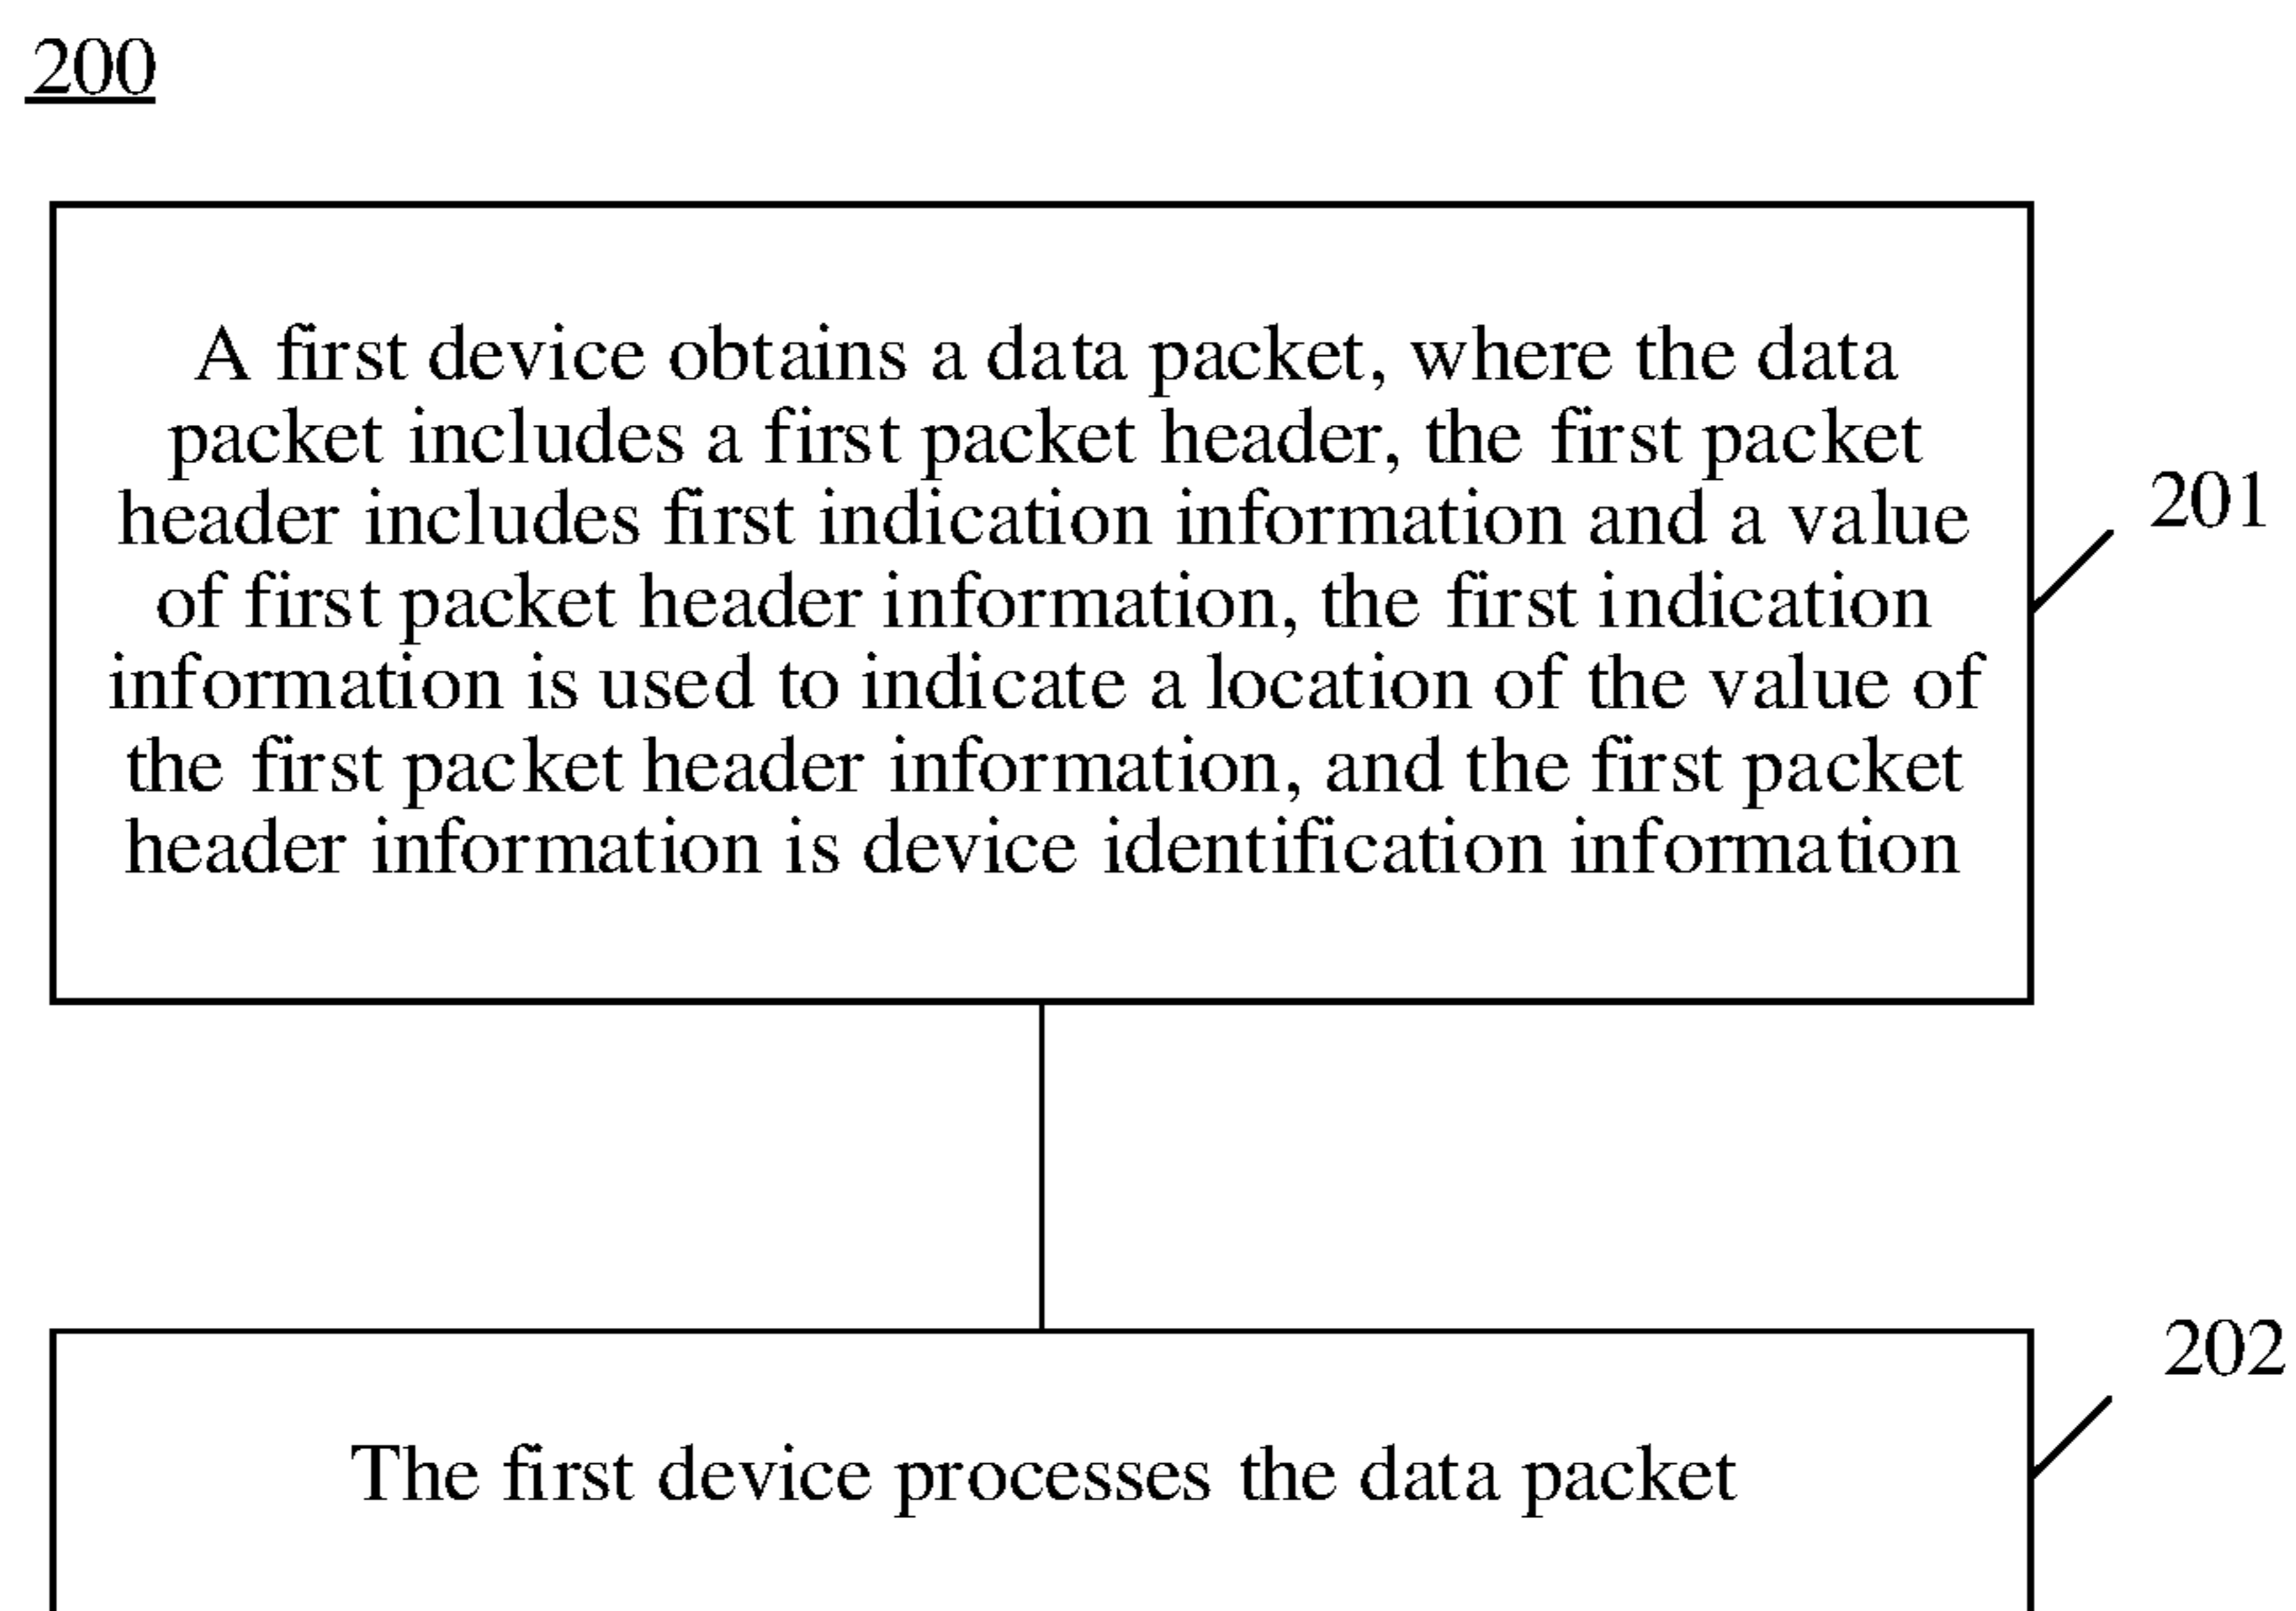 200
A first device obtains a data packet, where the data
packet includes a first packet header, the first packet
header includes first indication information and a value
of first packet header information, the first indication
information is used to indicate a location of the value of
the first packet header information, and the first packet
header information is device identification information
201
202
The first device processes the data packet